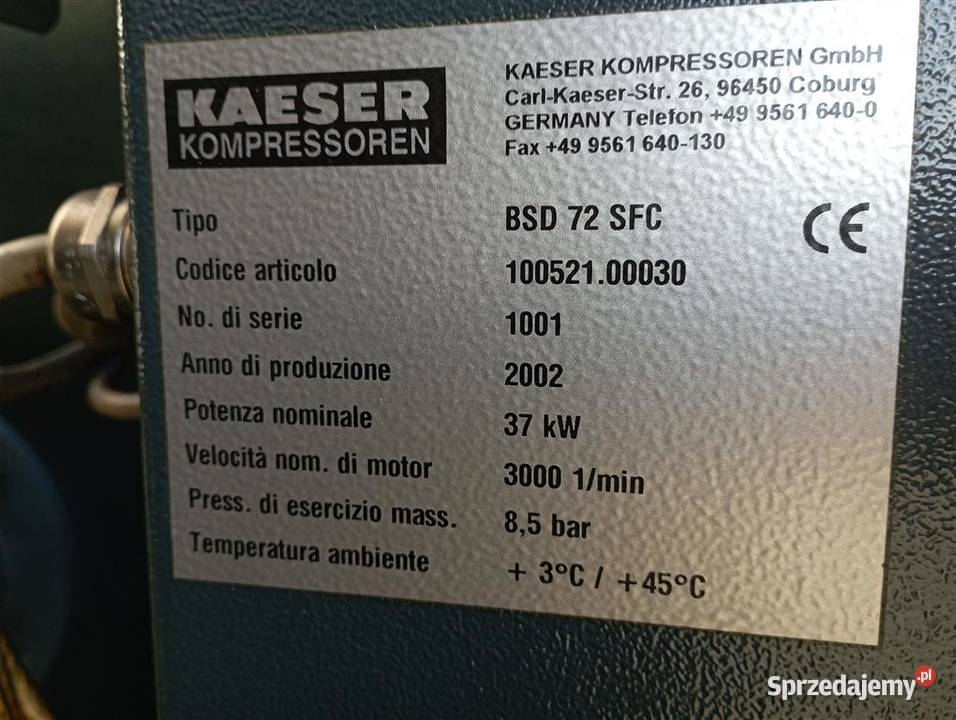 KAESER
KOMPRESSOREN
KAESER KOMPRESSOREN GmbH
Carl-Kaeser-Str. 26, 96450 Coburg
GERMANY Telefon +49 9561 640-0
Fax +49 9561 640-130
Tipo BSD 72 SFC
CE
Codice articolo 100521.00030
No. di serie 1001
Anno di produzione 2002
Potenza nominale 37 kW
Velocità nom. di motor 3000 1/min
Press. di esercizio mass. 8,5 bar
Temperatura ambiente + 3°C / +45°C
Sprzedajemy.pl